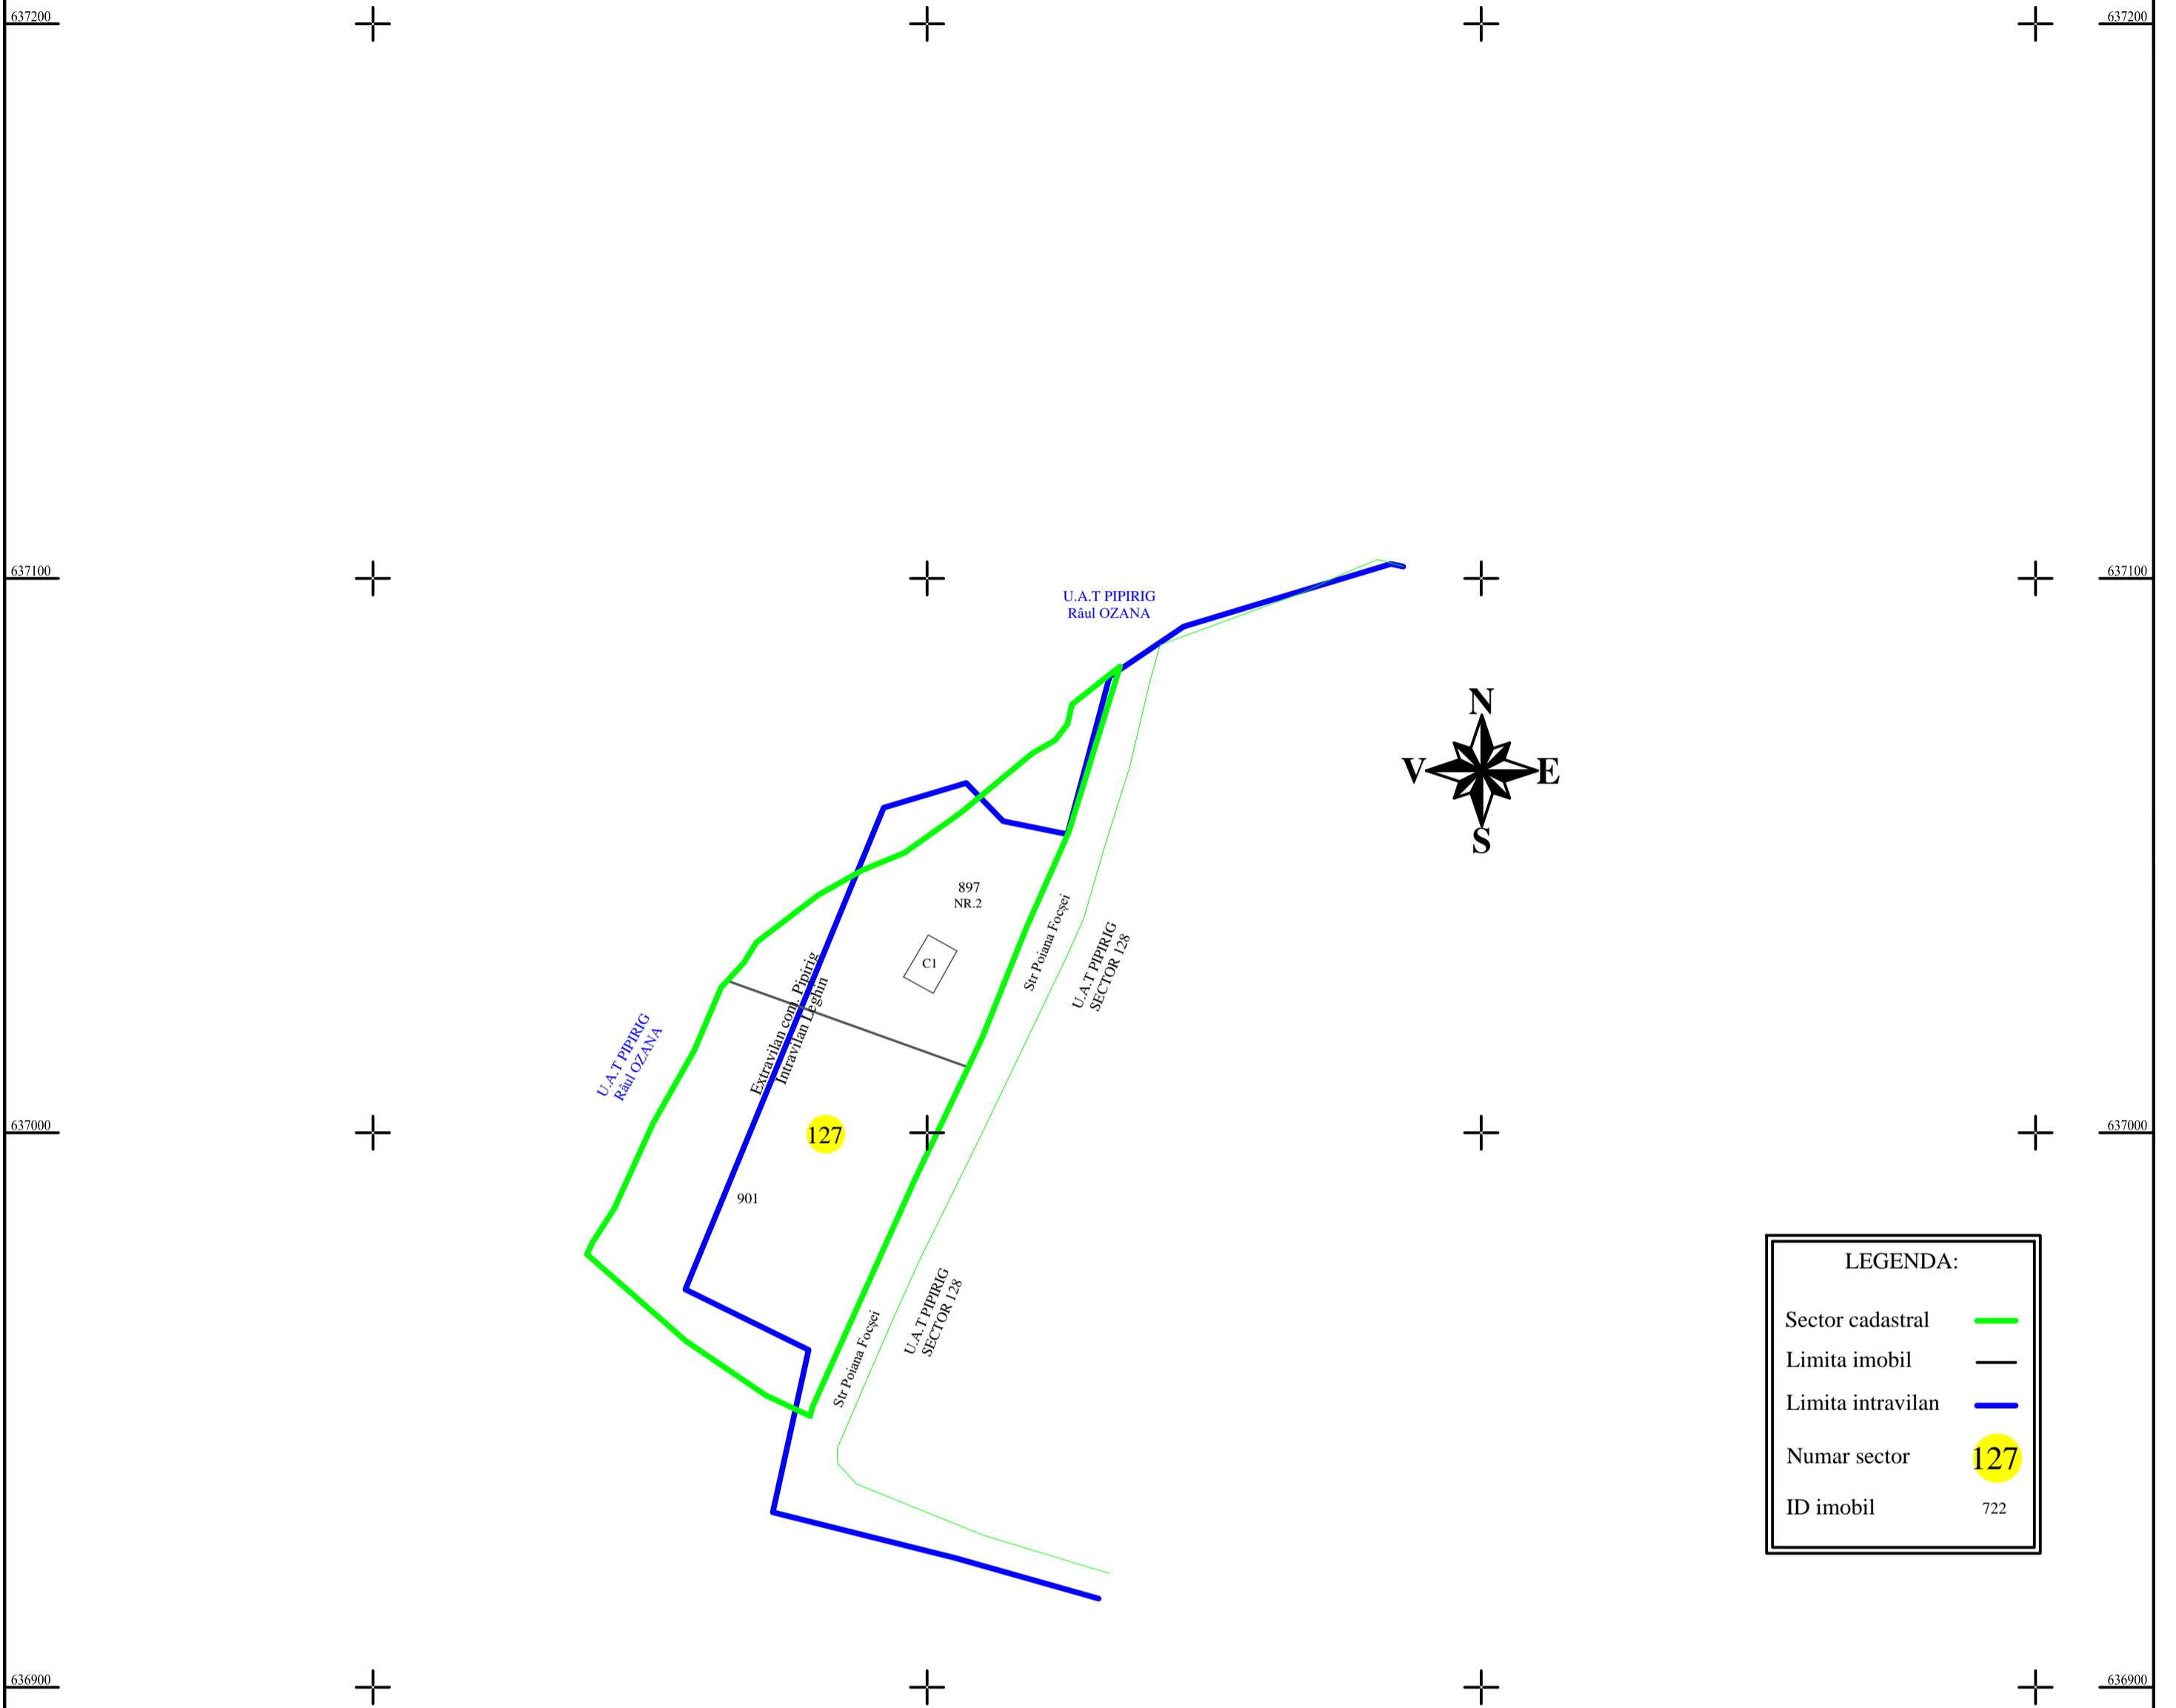 637200
637200
637100
637100
U.A.T PIPIRIG
Râul OZANA
N
V
E
S
897
NR.2
C1
Str Poiana Focșei
U.A.T PIPIRIG
SECTOR 128
Extravilan com. Pipirig
Intravilan Leghin
U.A.T PIPIRIG
Râul OZANA
637000
637000
127
901
U.A.T PIPIRIG
SECTOR 128
Str Poiana Focșei
LEGENDA:
Sector cadastral
Limita imobil
Limita intravilan
Numar sector 127
ID imobil 722
636900
636900